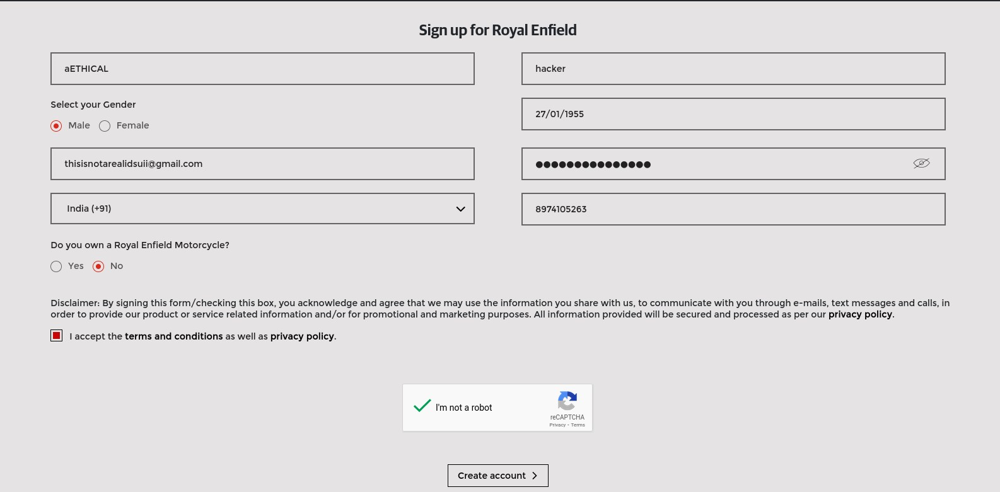 Sign up for Royal Enfield
aETHICAL
hacker
Select your Gender
Male
Female
27/01/1955
thisisnotarealidsuii@gmail.com
●●●●●●●●●●●●●●●
India (+91)
8974105263
Do you own a Royal Enfield Motorcycle?
Yes
No
Disclaimer: By signing this form/checking this box, you acknowledge and agree that we may use the information you share with us, to communicate with you through e-mails, text messages and calls, in
order to provide our product or service related information and/or for promotional and marketing purposes. All information provided will be secured and processed as per our privacy policy.
I accept the terms and conditions as well as privacy policy.
I'm not a robot
reCAPTCHA
Privacy - Terms
Create account